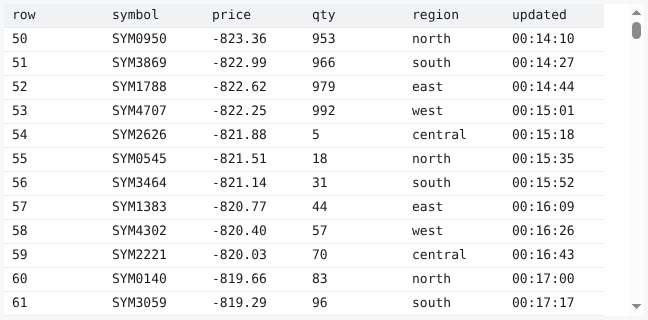 row symbol price qty region updated
50 SYM0950 -823.36 953 north 00:14:10
51 SYM3869 -822.99 966 south 00:14:27
52 SYM1788 -822.62 979 east 00:14:44
53 SYM4707 -822.25 992 west 00:15:01
54 SYM2626 -821.88 5 central 00:15:18
55 SYM0545 -821.51 18 north 00:15:35
56 SYM3464 -821.14 31 south 00:15:52
57 SYM1383 -820.77 44 east 00:16:09
58 SYM4302 -820.40 57 west 00:16:26
59 SYM2221 -820.03 70 central 00:16:43
60 SYM0140 -819.66 83 north 00:17:00
61 SYM3059 -819.29 96 south 00:17:17